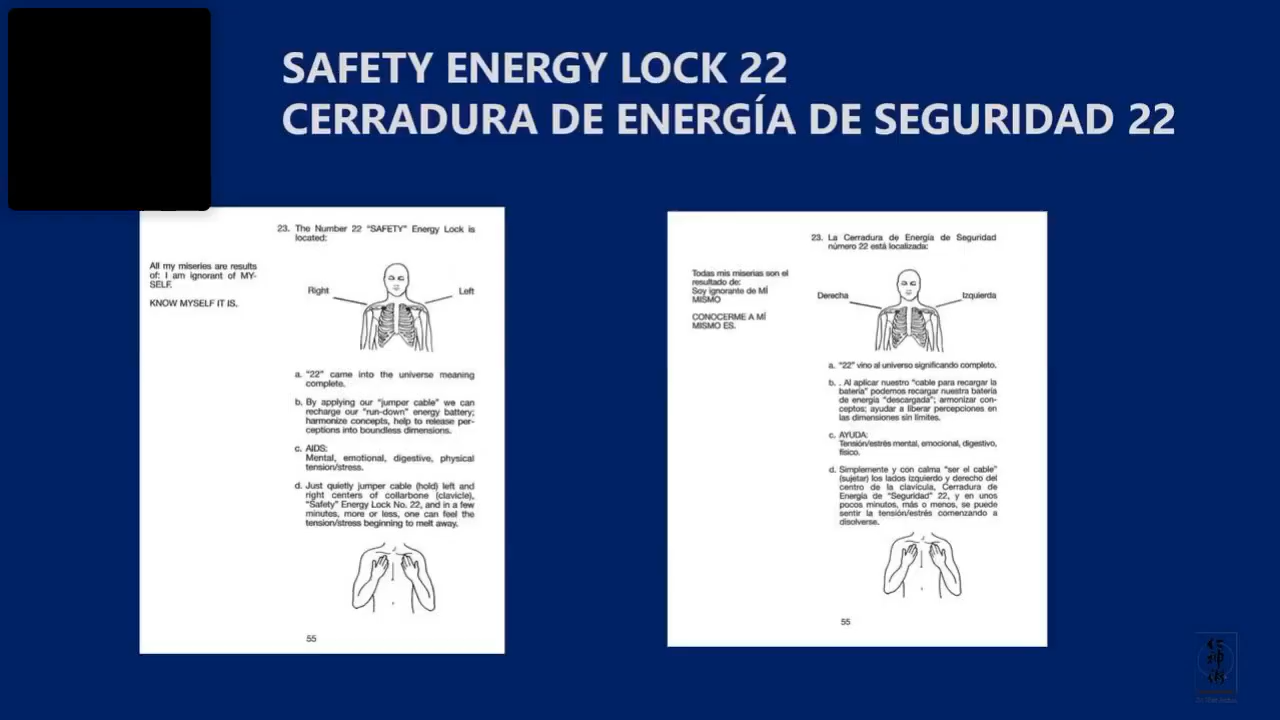 SAFETY ENERGY LOCK 22
CERRADURA DE ENERGÍA DE SEGURIDAD 22
23. The Number 22 "SAFETY" Energy Lock is
located:
All my miseries are results
of: I am ignorant of MY-
SELF.
KNOW MYSELF IT IS.
Right
Left
a. "22" came into the universe meaning
complete.
b. By applying our "jumper cable" we can
recharge our "run-down" energy battery;
harmonize concepts, help to release per-
ceptions into boundless dimensions.
c. AIDS:
Mental, emotional, digestive, physical
tension/stress.
d. Just quietly jumper cable (hold) left and
right centers of collarbone (clavicle),
"Safety" Energy Lock No. 22, and in a few
minutes, more or less, one can feel the
tension/stress beginning to melt away.
55
23. La Cerradura de Energía de Seguridad
número 22 está localizada:
Todas mis miserias son el
resultado de:
Soy ignorante de MÍ
MISMO
CONOCERME A MÍ
MISMO ES.
Derecha
Izquierda
a. "22" vino al universo significando completo.
b. . Al aplicar nuestro "cable para recargar la
batería" podemos recargar nuestra batería
de energía "descargada"; armonizar con-
ceptos; ayudar a liberar percepciones en
las dimensiones sin límites.
c. AYUDA:
Tensión/estrés mental, emocional, digestivo,
físico.
d. Simplemente y con calma "ser el cable"
(sujetar) los lados izquierdo y derecho del
centro de la clavícula, Cerradura de
Energía de "Seguridad" 22, y en unos
pocos minutos, más o menos, se puede
sentir la tensión/estrés comenzando a
disolverse.
55